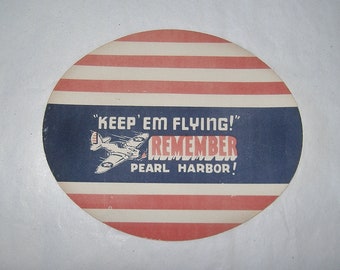 "KEEP 'EM FLYING!"
REMEMBER
PEARL HARBOR!